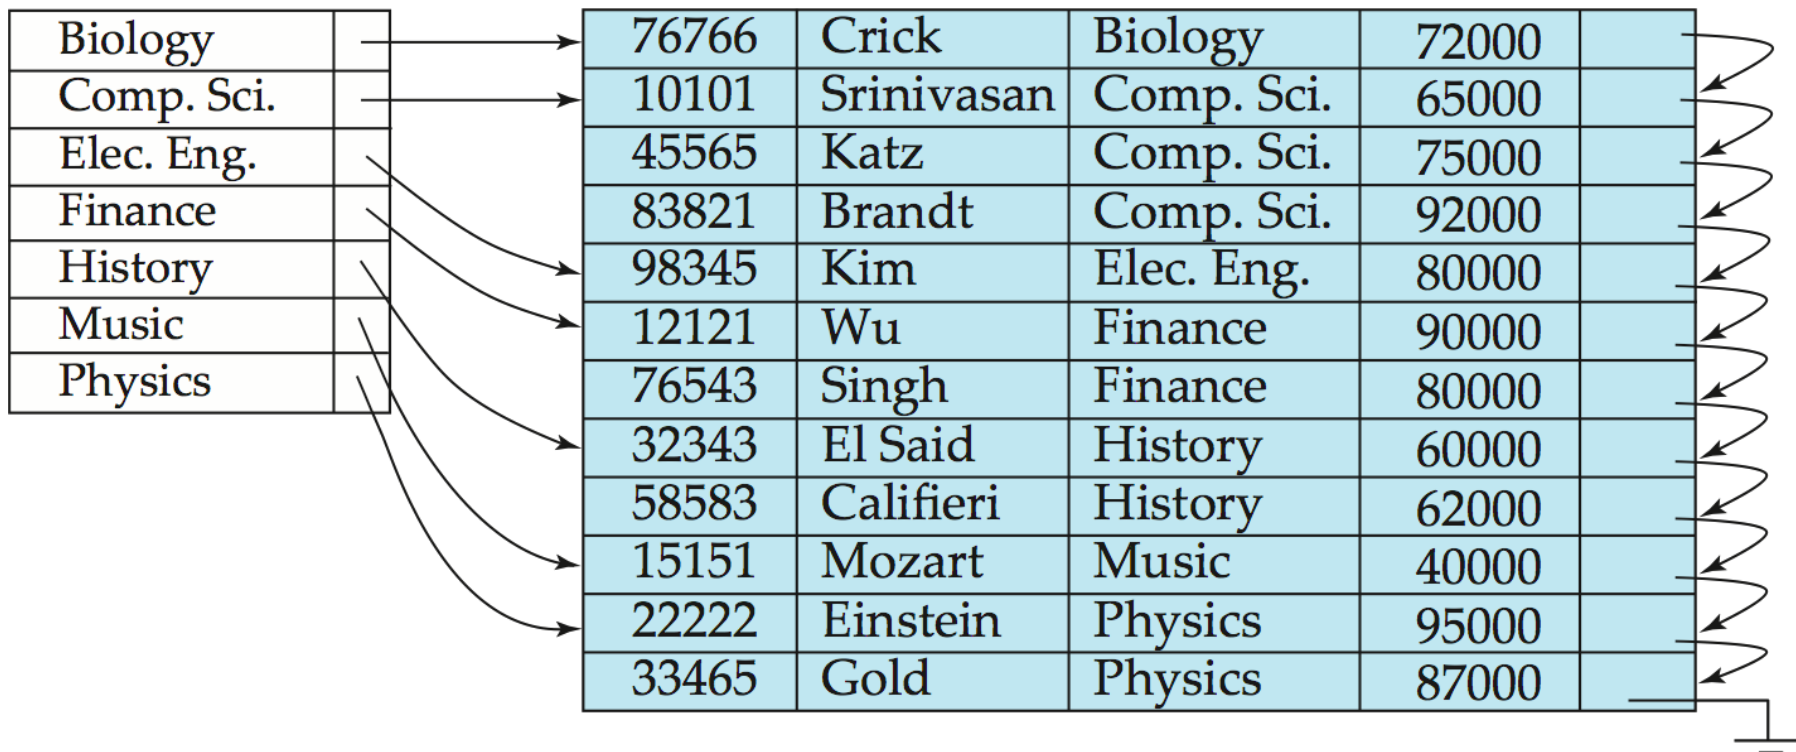 Biology
Comp. Sci.
Elec. Eng.
Finance
History
Music
Physics
76766 Crick Biology 72000
10101 Srinivasan Comp. Sci. 65000
45565 Katz Comp. Sci. 75000
83821 Brandt Comp. Sci. 92000
98345 Kim Elec. Eng. 80000
12121 Wu Finance 90000
76543 Singh Finance 80000
32343 El Said History 60000
58583 Califieri History 62000
15151 Mozart Music 40000
22222 Einstein Physics 95000
33465 Gold Physics 87000